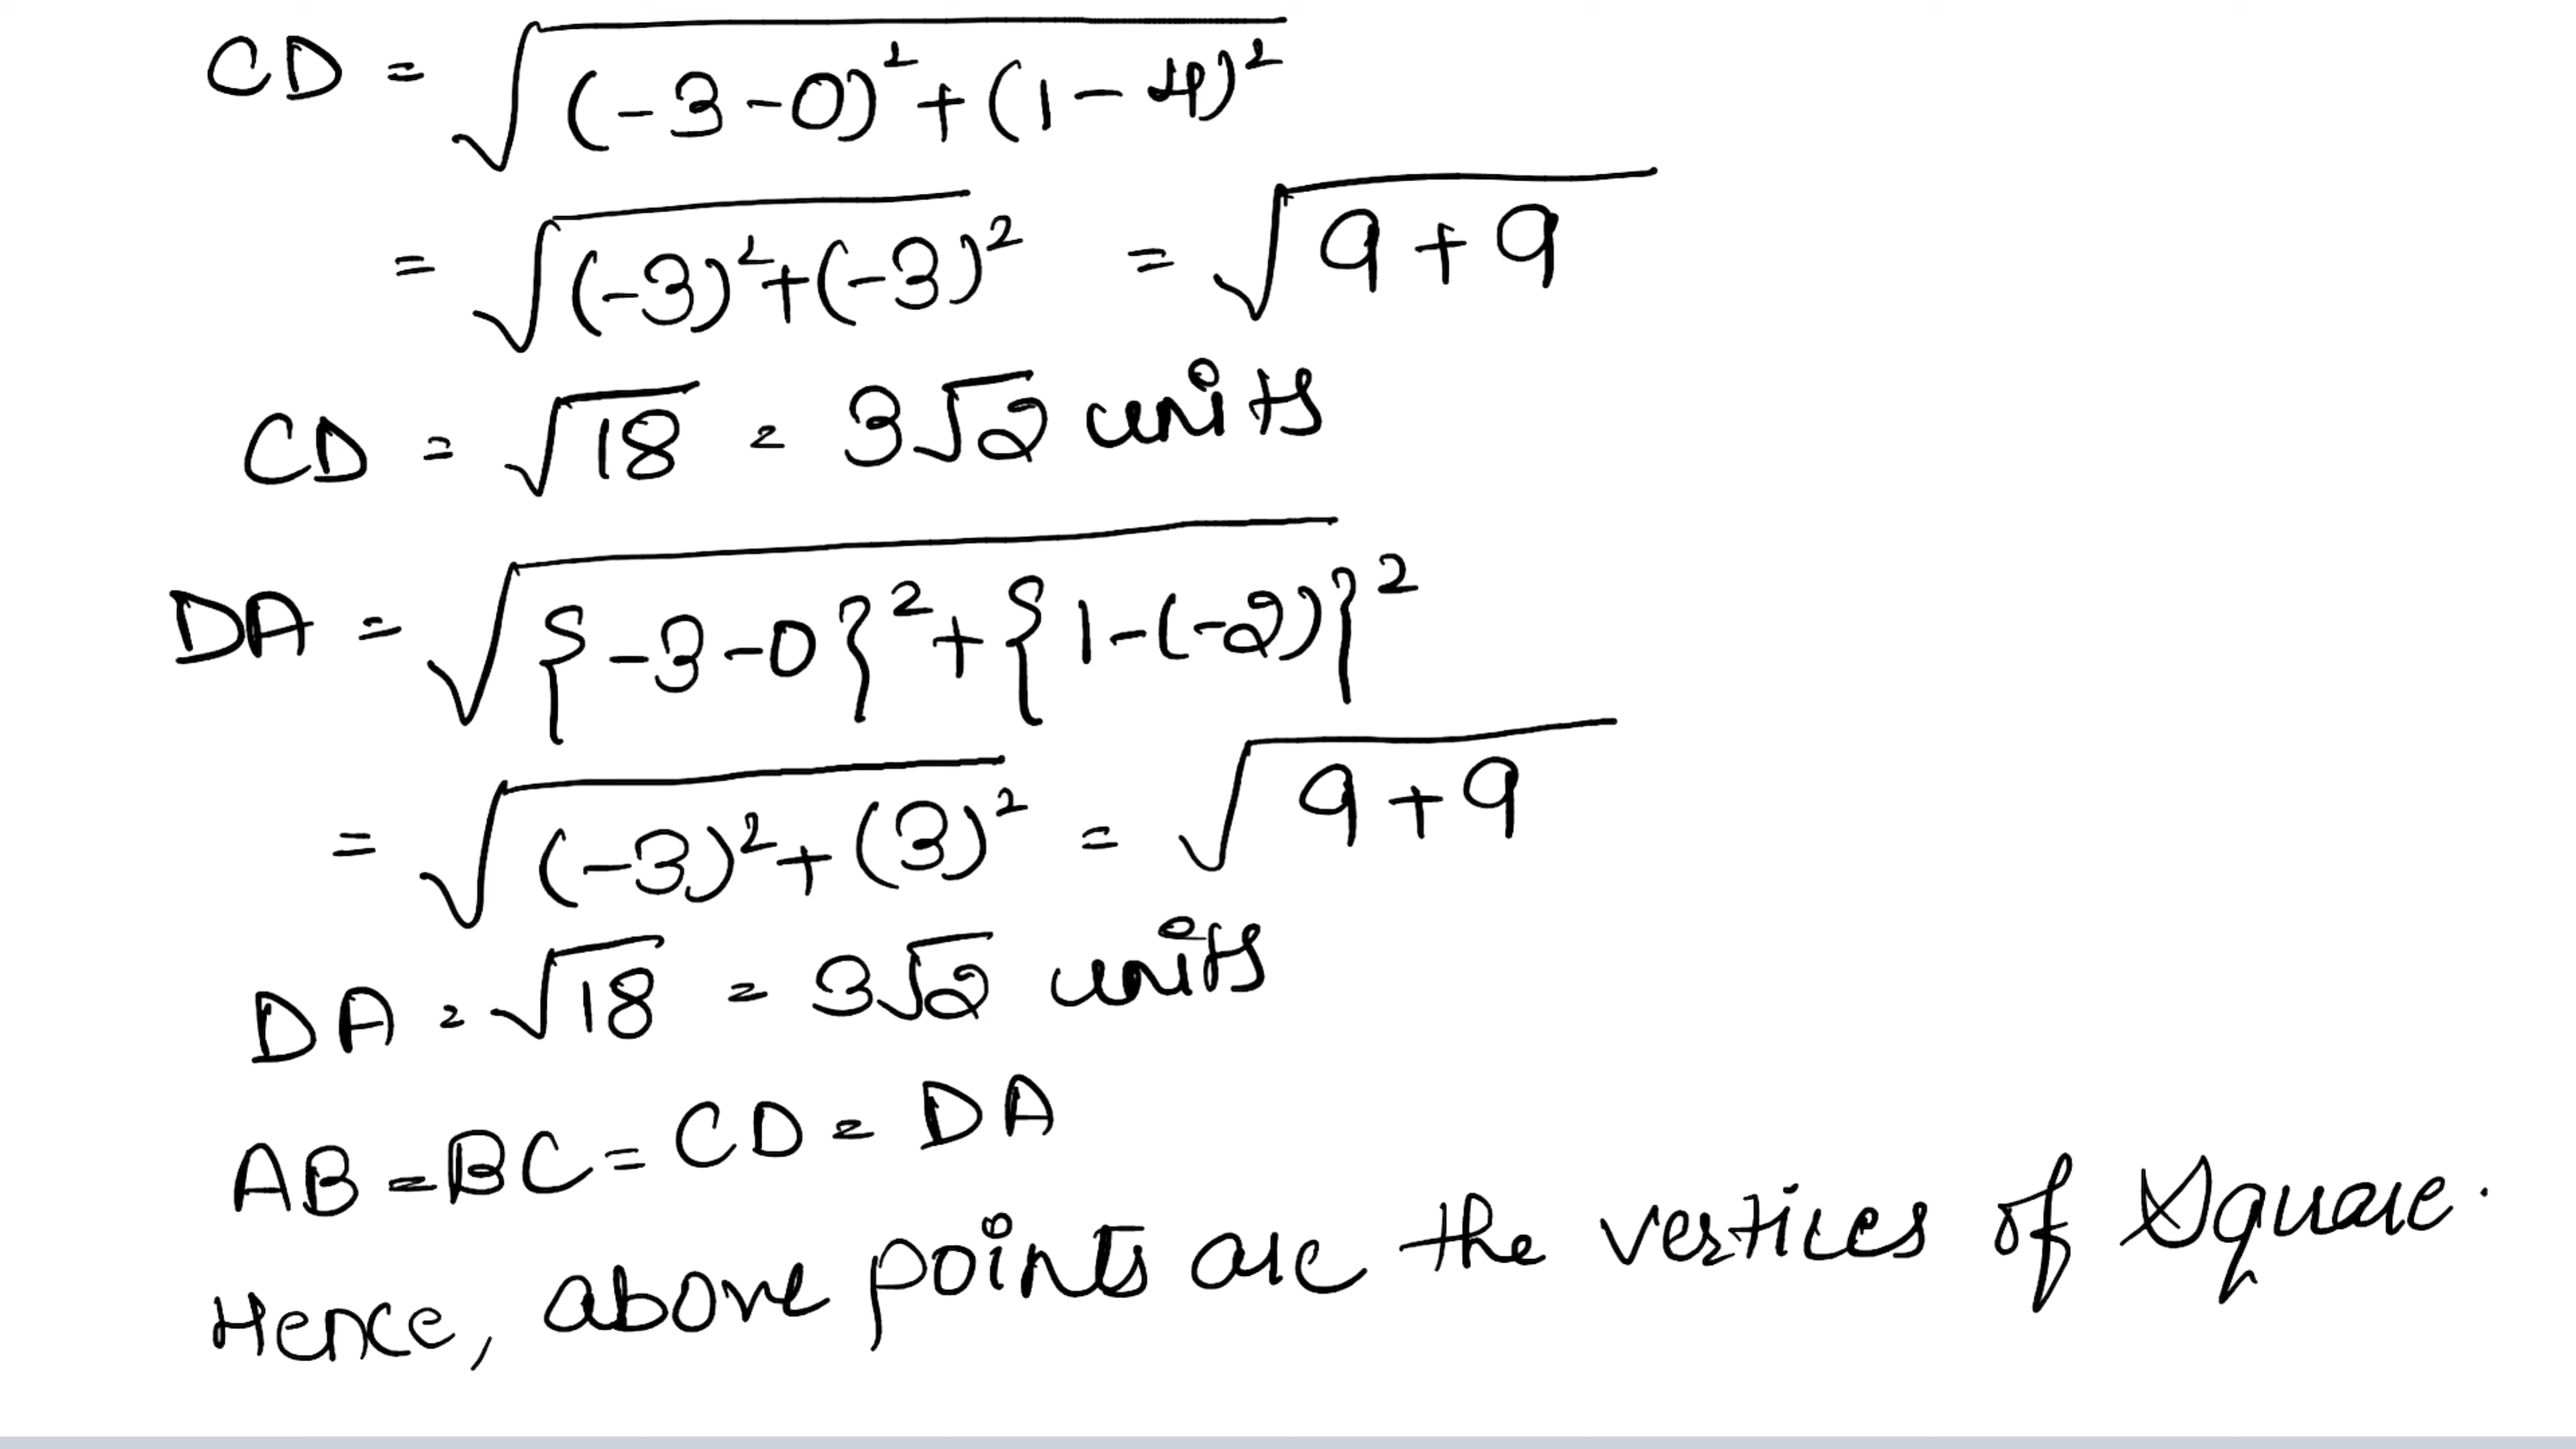 CD = √(-3-0)² + (1-4)²
= √(-3)² + (-3)² = √9+9
CD = √18 = 3√2 units
DA = √{-3-0}² + {1-(-2)}²
= √(-3)² + (3)² = √9+9
DA = √18 = 3√2 units
AB = BC = CD = DA
Hence, above points are the vertices of Square.